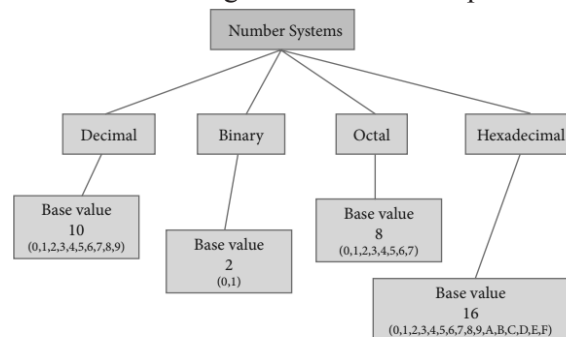 Number Systems
Decimal
Binary
Octal
Hexadecimal
Base value
10
(0,1,2,3,4,5,6,7,8,9)
Base value
2
(0,1)
Base value
8
(0,1,2,3,4,5,6,7)
Base value
16
(0,1,2,3,4,5,6,7,8,9,A,B,C,D,E,F)